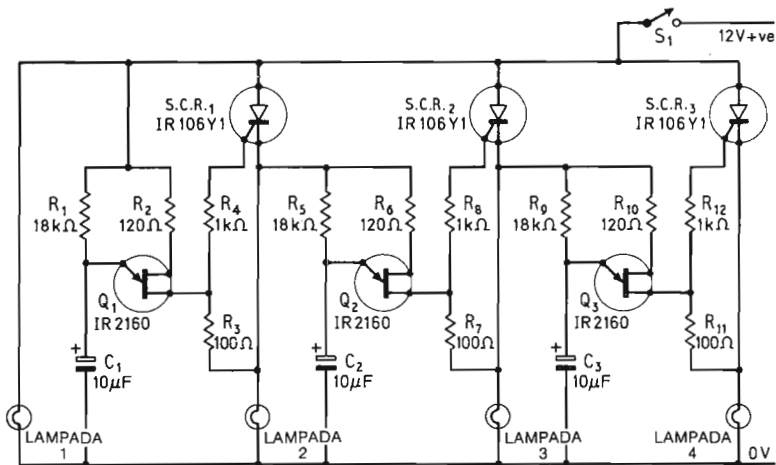 S1
12V+ve
S.C.R.1
IR106Y1
S.C.R.2
IR106Y1
S.C.R.3
IR106Y1
R1
18kΩ
R2
120Ω
R4
1kΩ
R5
18kΩ
R6
120Ω
R8
1kΩ
R9
18kΩ
R10
120Ω
R12
1kΩ
Q1
IR2160
R3
100Ω
Q2
IR2160
R7
100Ω
Q3
IR2160
R11
100Ω
+
C1
10µF
+
C2
10µF
+
C3
10µF
LAMPADA
1
LAMPADA
2
LAMPADA
3
LAMPADA
4
0V